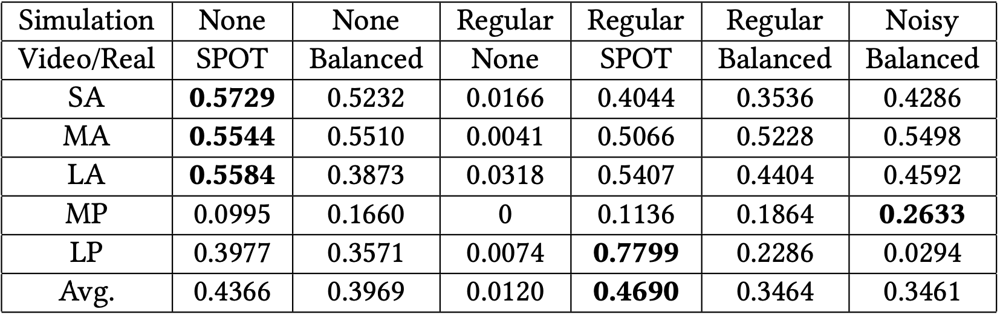 Simulation None None Regular Regular Regular Noisy
Video/Real SPOT Balanced None SPOT Balanced Balanced
SA 0.5729 0.5232 0.0166 0.4044 0.3536 0.4286
MA 0.5544 0.5510 0.0041 0.5066 0.5228 0.5498
LA 0.5584 0.3873 0.0318 0.5407 0.4404 0.4592
MP 0.0995 0.1660 0 0.1136 0.1864 0.2633
LP 0.3977 0.3571 0.0074 0.7799 0.2286 0.0294
Avg. 0.4366 0.3969 0.0120 0.4690 0.3464 0.3461